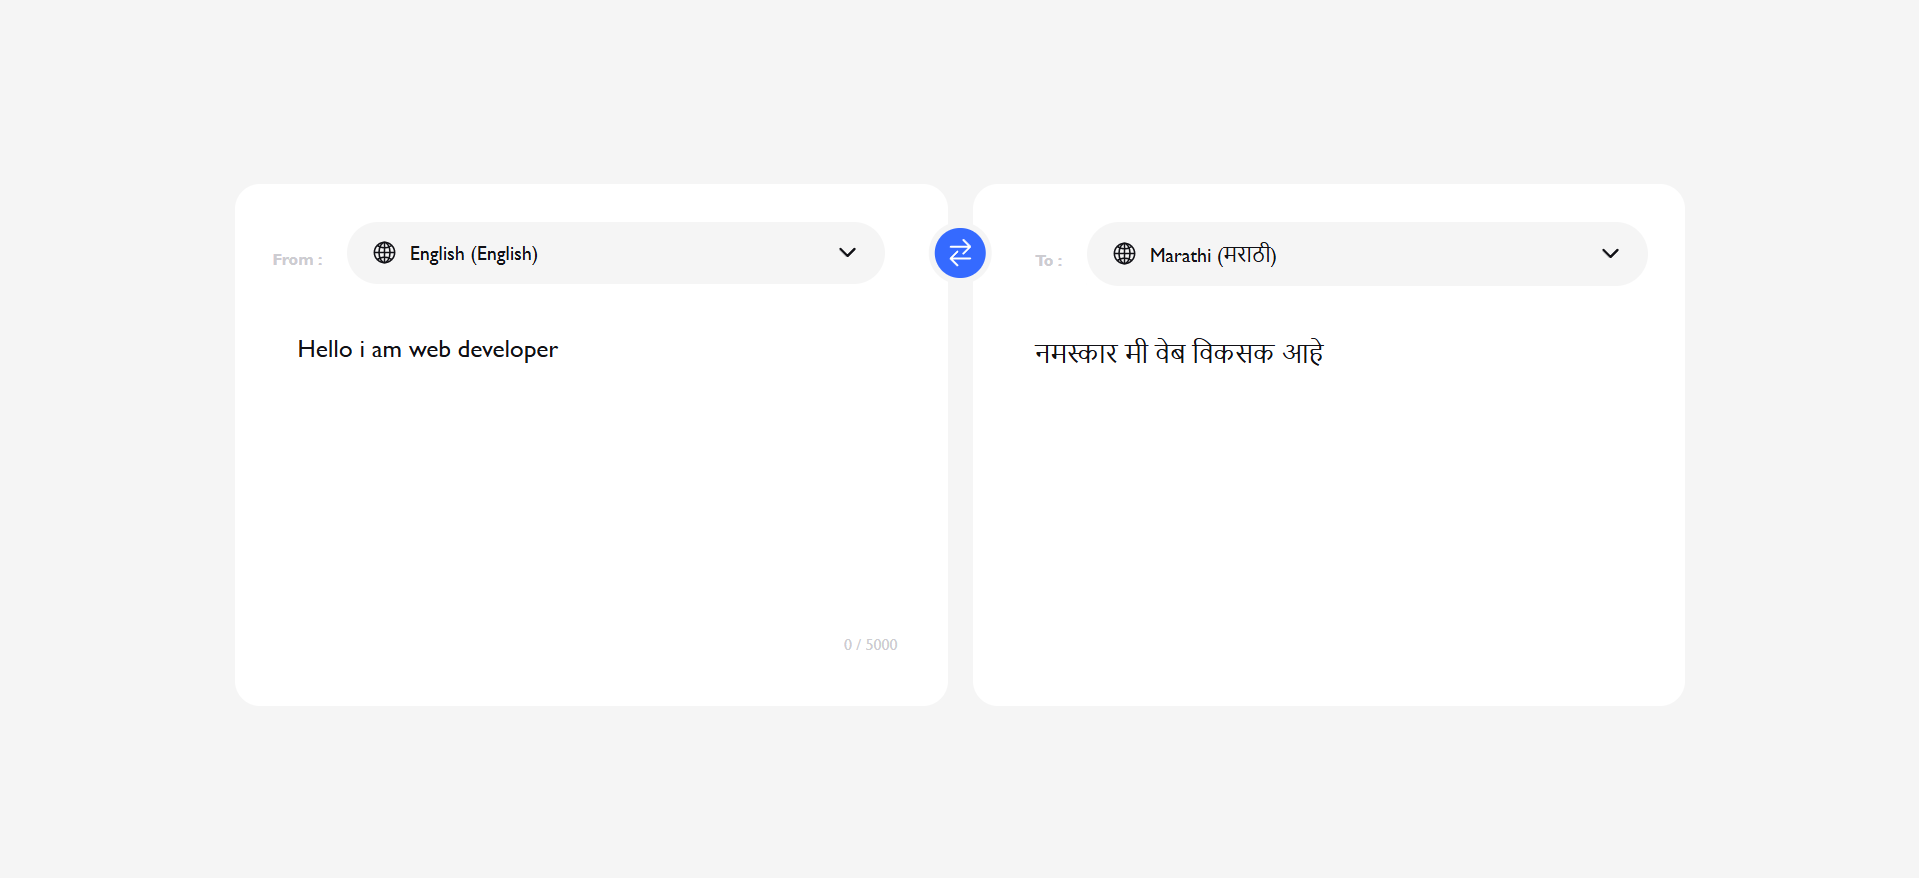 From :
English (English)
To :
Marathi (मराठी)
Hello i am web developer
नमस्कार मी वेब विकसक आहे
0 / 5000